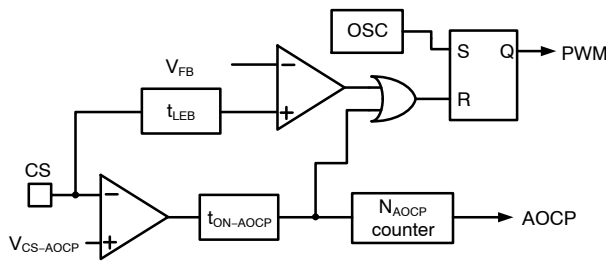 OSC
S
Q
PWM
V_FB
−
+
t_LEB
R
CS
−
+
V_CS–AOCP
t_ON–AOCP
N_AOCP
counter
AOCP